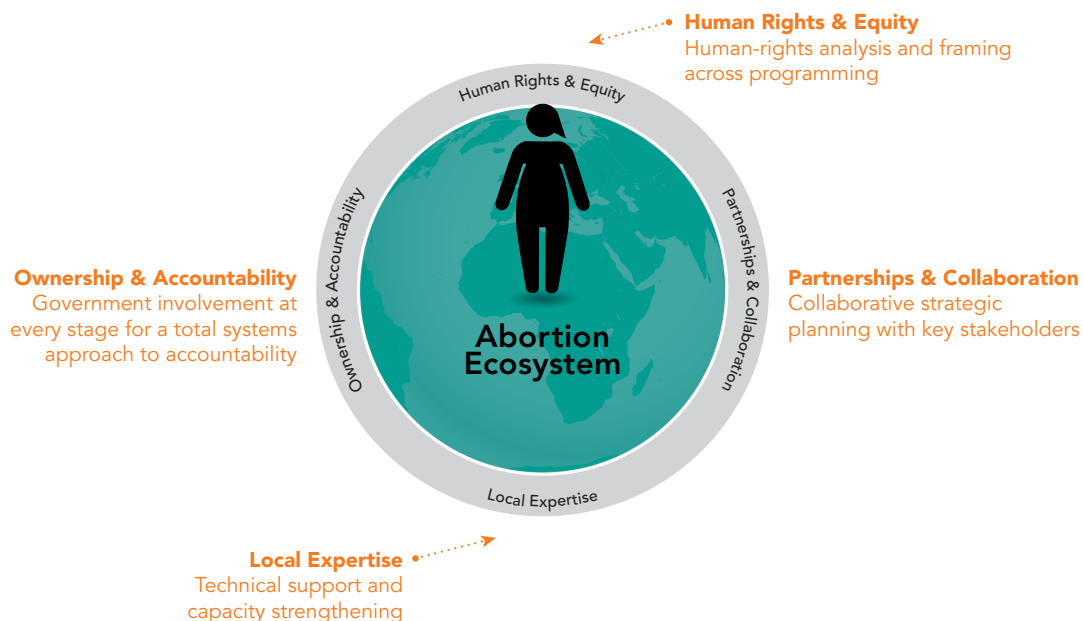 Human Rights & Equity
Human-rights analysis and framing
across programming
Human Rights & Equity
Ownership & Accountability
Partnerships & Collaboration
Ownership & Accountability
Government involvement at
every stage for a total systems
approach to accountability
Partnerships & Collaboration
Collaborative strategic
planning with key stakeholders
Abortion
Ecosystem
Local Expertise
Local Expertise
Technical support and
capacity strengthening